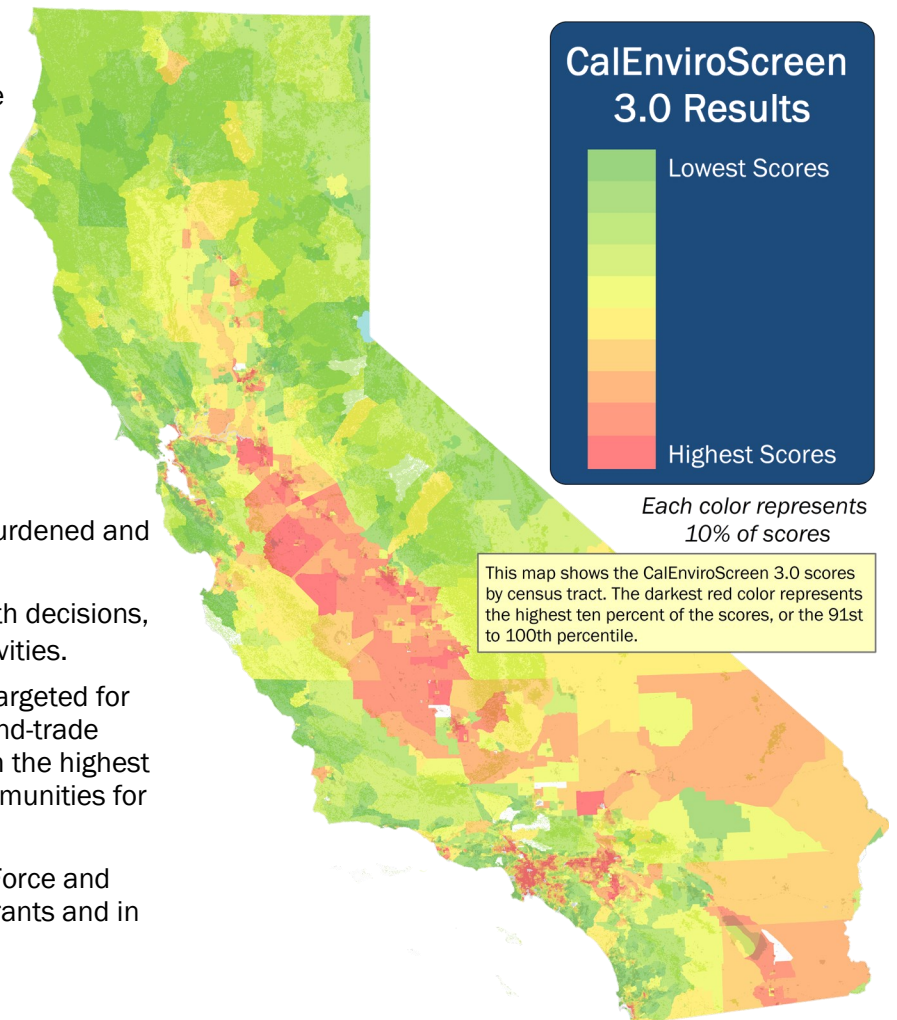 e
urdened and
th decisions,
vities.
argeted for
nd-trade
n the highest
mmunities for
Force and
rants and in
CalEnviroScreen
3.0 Results
Lowest Scores
Highest Scores
Each color represents
10% of scores
This map shows the CalEnviroScreen 3.0 scores
by census tract. The darkest red color represents
the highest ten percent of the scores, or the 91st
to 100th percentile.